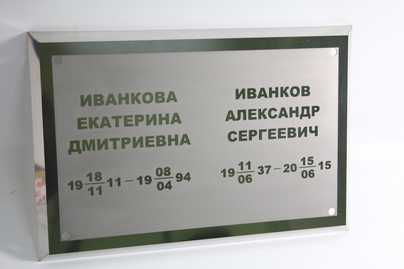 ИВАНКОВА
ЕКАТЕРИНА
ДМИТРИЕВНА
19 18/11 11 – 19 08/04 94
ИВАНКОВ
АЛЕКСАНДР
СЕРГЕЕВИЧ
19 11/06 37 – 20 15/06 15